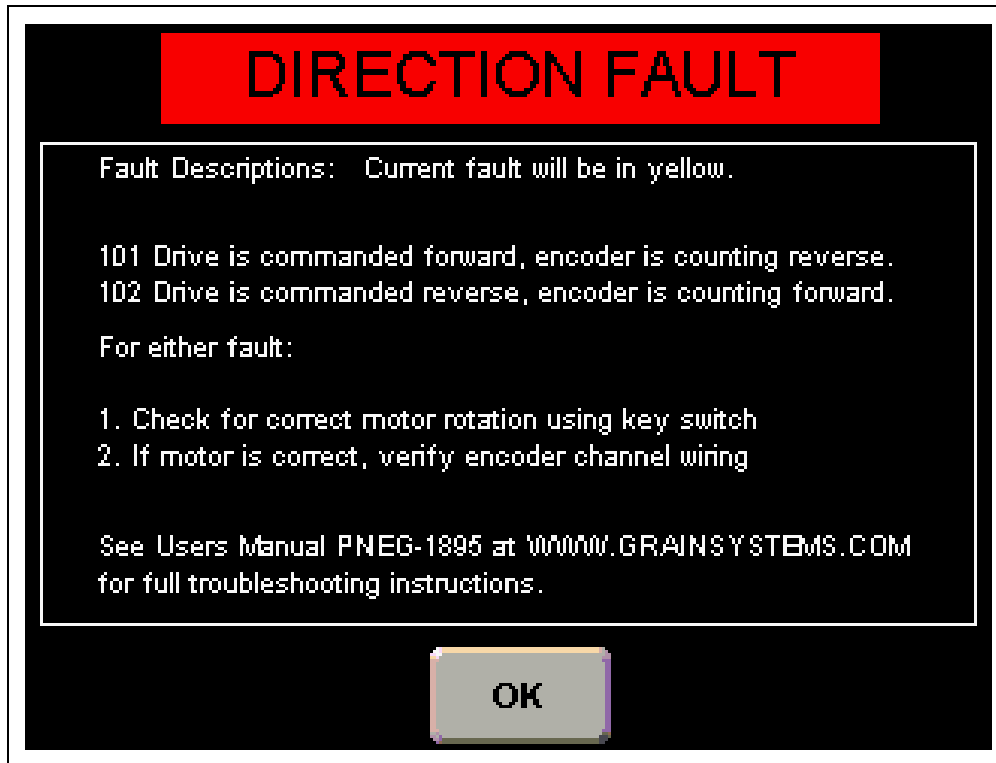 DIRECTION FAULT
Fault Descriptions: Current fault will be in yellow.
101 Drive is commanded forward, encoder is counting reverse.
102 Drive is commanded reverse, encoder is counting forward.
For either fault:
1. Check for correct motor rotation using key switch
2. If motor is correct, verify encoder channel wiring
See Users Manual PNEG-1895 at WWW.GRAINSYSTEMS.COM
for full troubleshooting instructions.
OK